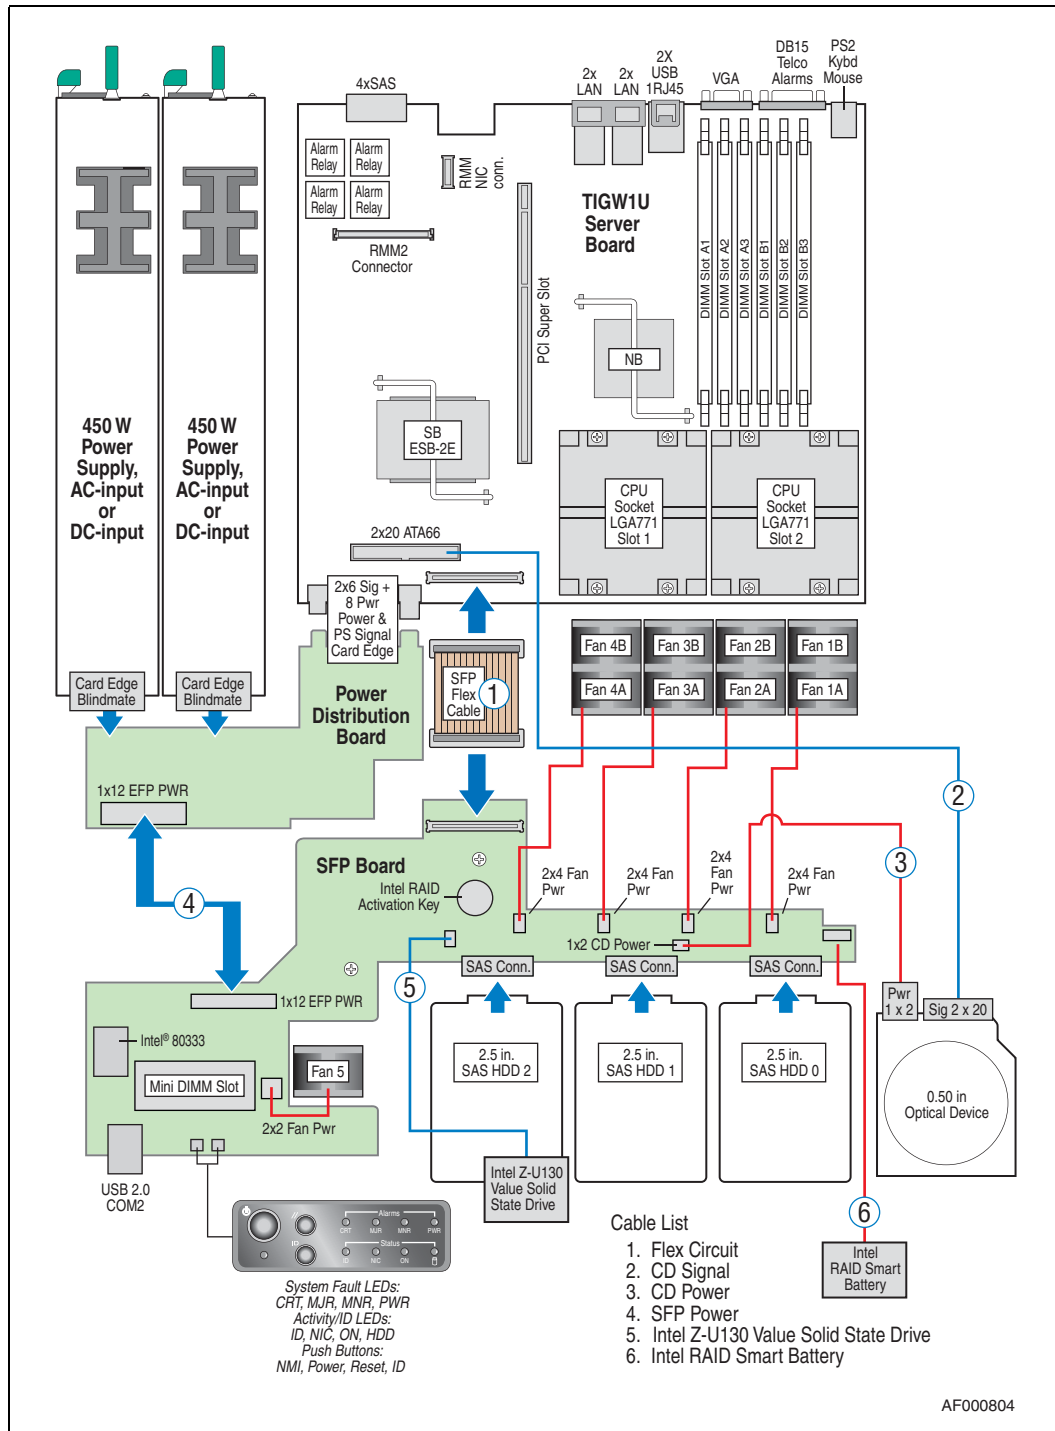 4xSAS
2x
LAN
2x
LAN
2X
USB
1RJ45
VGA
DB15
Telco
Alarms
PS2
Kybd
Mouse
Alarm
Relay
Alarm
Relay
Alarm
Relay
Alarm
Relay
RMM
NIC
conn.
RMM2
Connector
TIGW1U
Server
Board
PCI Super Slot
DIMM Slot A1
DIMM Slot A2
DIMM Slot A3
DIMM Slot B1
DIMM Slot B2
DIMM Slot B3
NB
SB
ESB-2E
450 W
Power
Supply,
AC-input
or
DC-input
450 W
Power
Supply,
AC-input
or
DC-input
CPU
Socket
LGA771
Slot 1
CPU
Socket
LGA771
Slot 2
2x20 ATA66
2x6 Sig +
8 Pwr
Power &
PS Signal
Card Edge
Card Edge
Blindmate
Card Edge
Blindmate
Power
Distribution
Board
SFP
Flex
Cable
1
Fan 4B
Fan 3B
Fan 2B
Fan 1B
Fan 4A
Fan 3A
Fan 2A
Fan 1A
1x12 EFP PWR
2
3
4
SFP Board
Intel RAID
Activation Key
2x4 Fan
Pwr
2x4 Fan
Pwr
2x4
Fan
Pwr
2x4 Fan
Pwr
1x2 CD Power
SAS Conn.
SAS Conn.
SAS Conn.
5
1x12 EFP PWR
Pwr
1 x 2
Sig 2 x 20
Intel® 80333
Mini DIMM Slot
Fan 5
2x2 Fan Pwr
2.5 in.
SAS HDD 2
2.5 in.
SAS HDD 1
2.5 in.
SAS HDD 0
0.50 in
Optical Device
USB 2.0
COM2
Intel Z-U130
Value Solid
State Drive
6
Intel
RAID Smart
Battery
Alarms
CRT MJR MNR PWR
ID
Status
ID NIC ON
System Fault LEDs:
CRT, MJR, MNR, PWR
Activity/ID LEDs:
ID, NIC, ON, HDD
Push Buttons:
NMI, Power, Reset, ID
Cable List
1. Flex Circuit
2. CD Signal
3. CD Power
4. SFP Power
5. Intel Z-U130 Value Solid State Drive
6. Intel RAID Smart Battery
AF000804